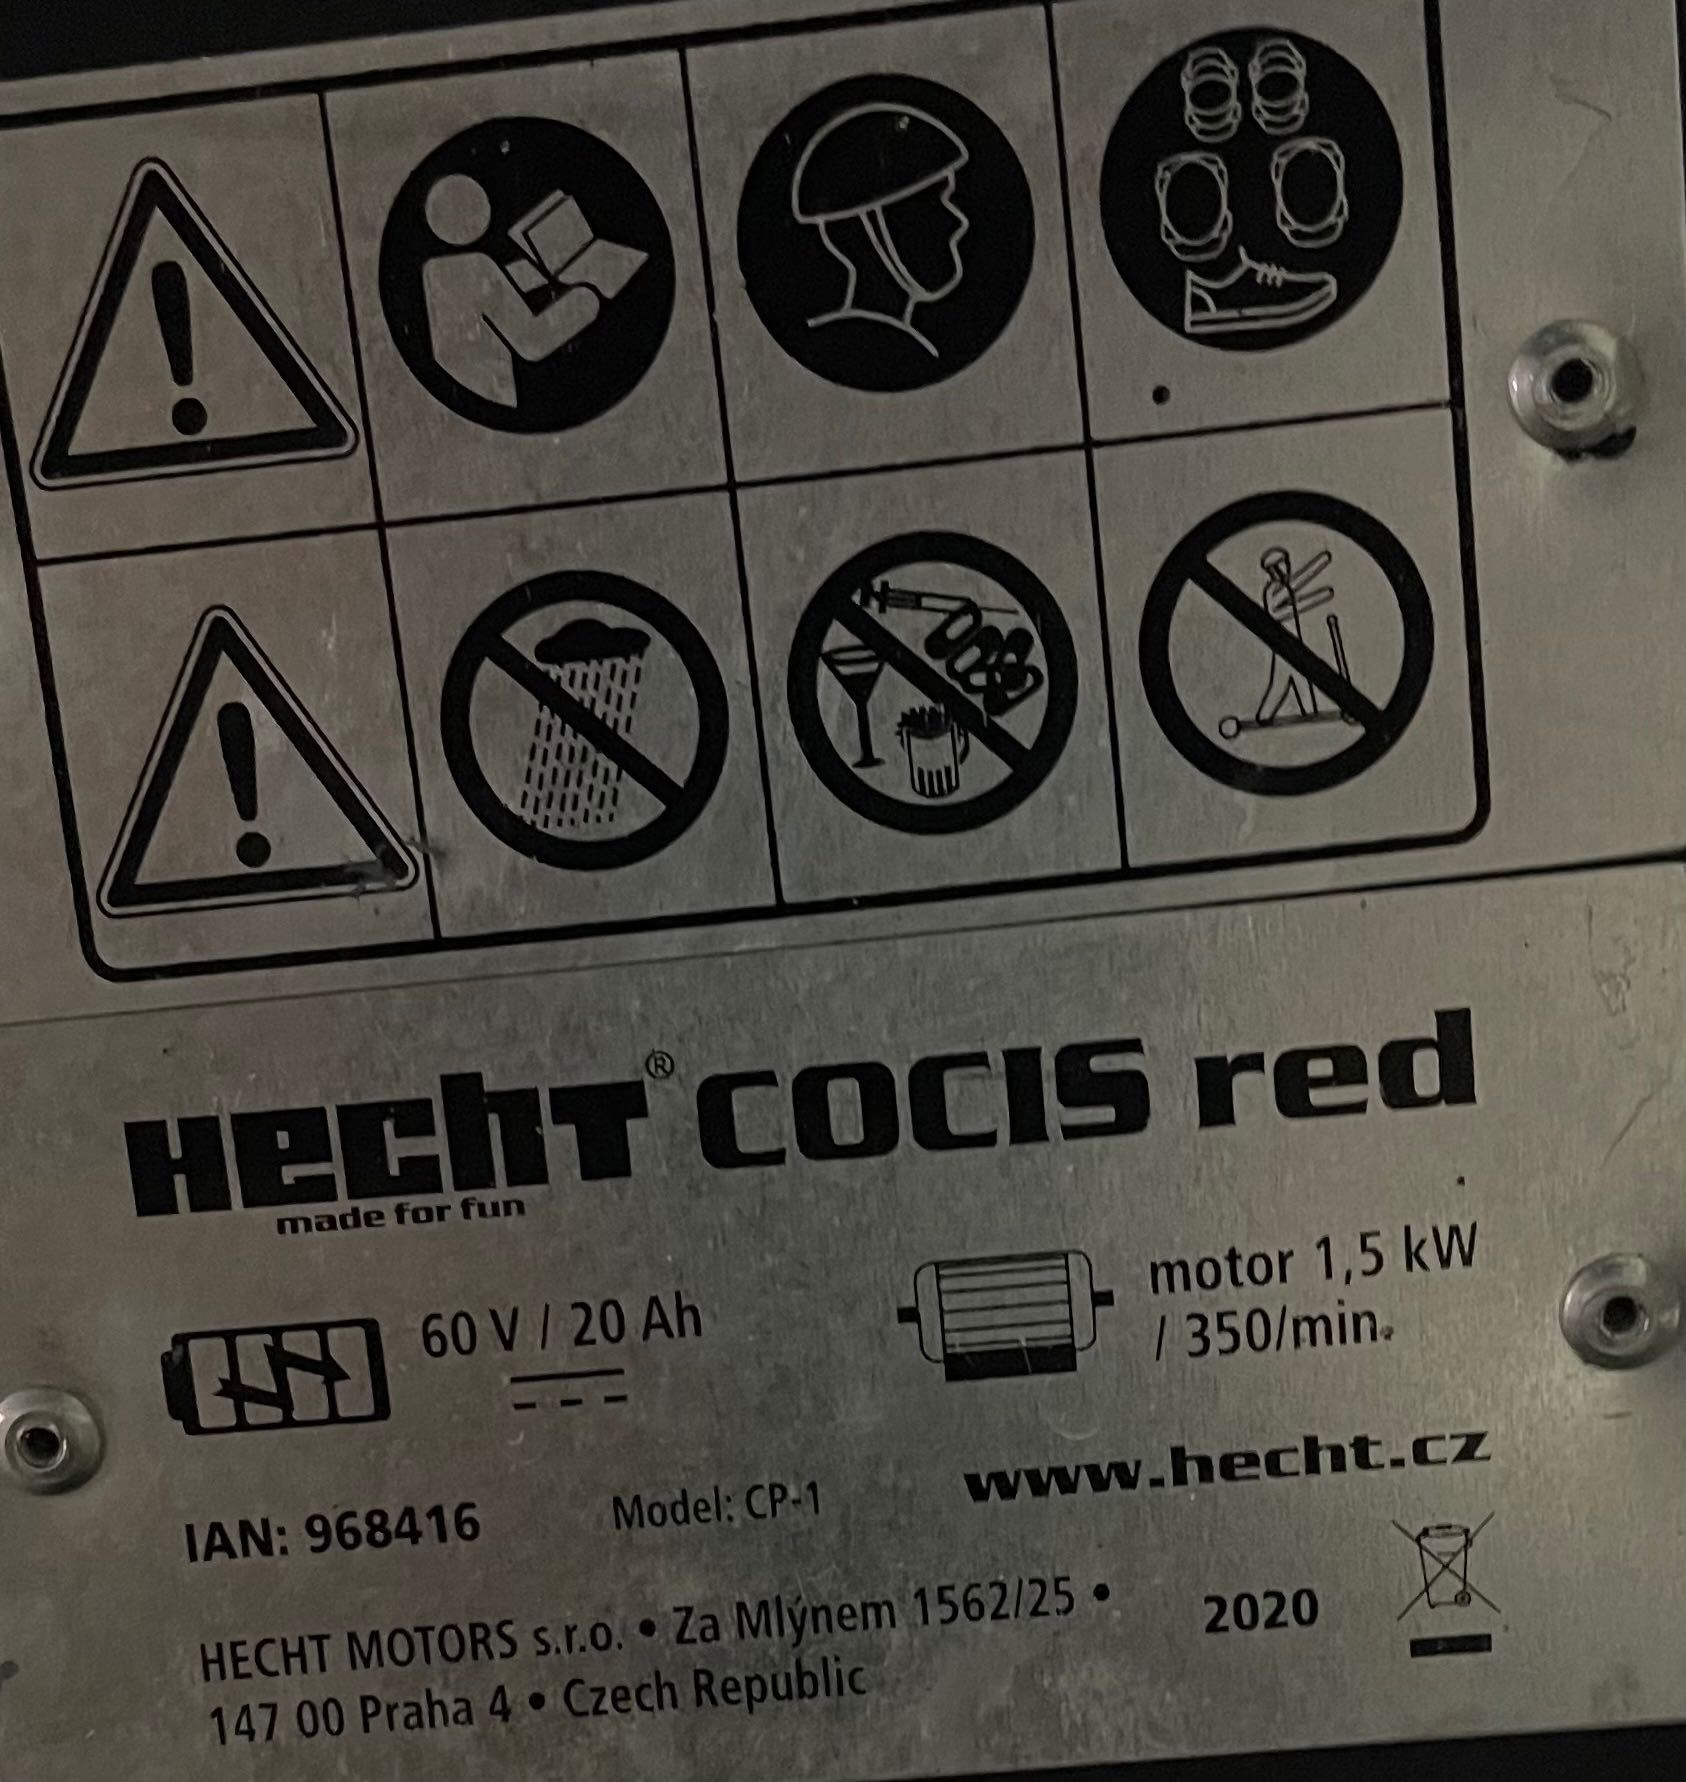 HECHT® COCIS red
made for fun
60 V / 20 Ah
motor 1,5 kW
/ 350/min.
www.hecht.cz
IAN: 968416
Model: CP-1
HECHT MOTORS s.r.o. • Za Mlýnem 1562/25 •
147 00 Praha 4 • Czech Republic
2020